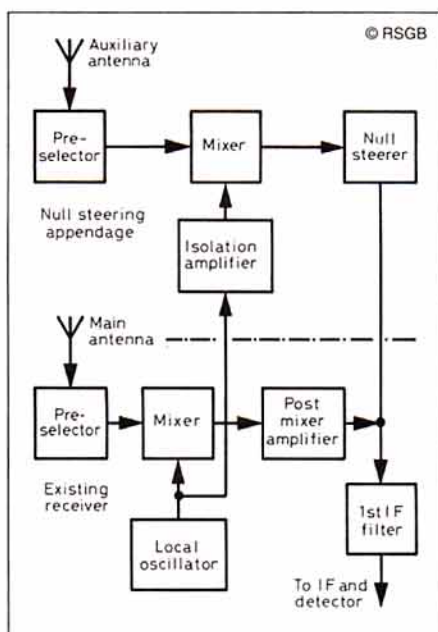 © RSGB
Auxiliary
antenna
Pre-
selector
Mixer
Null
steerer
Null steering
appendage
Isolation
amplifier
Main
antenna
Pre-
selector
Mixer
Post
mixer
amplifier
Existing
receiver
Local
oscillator
1st IF
filter
To IF and
detector